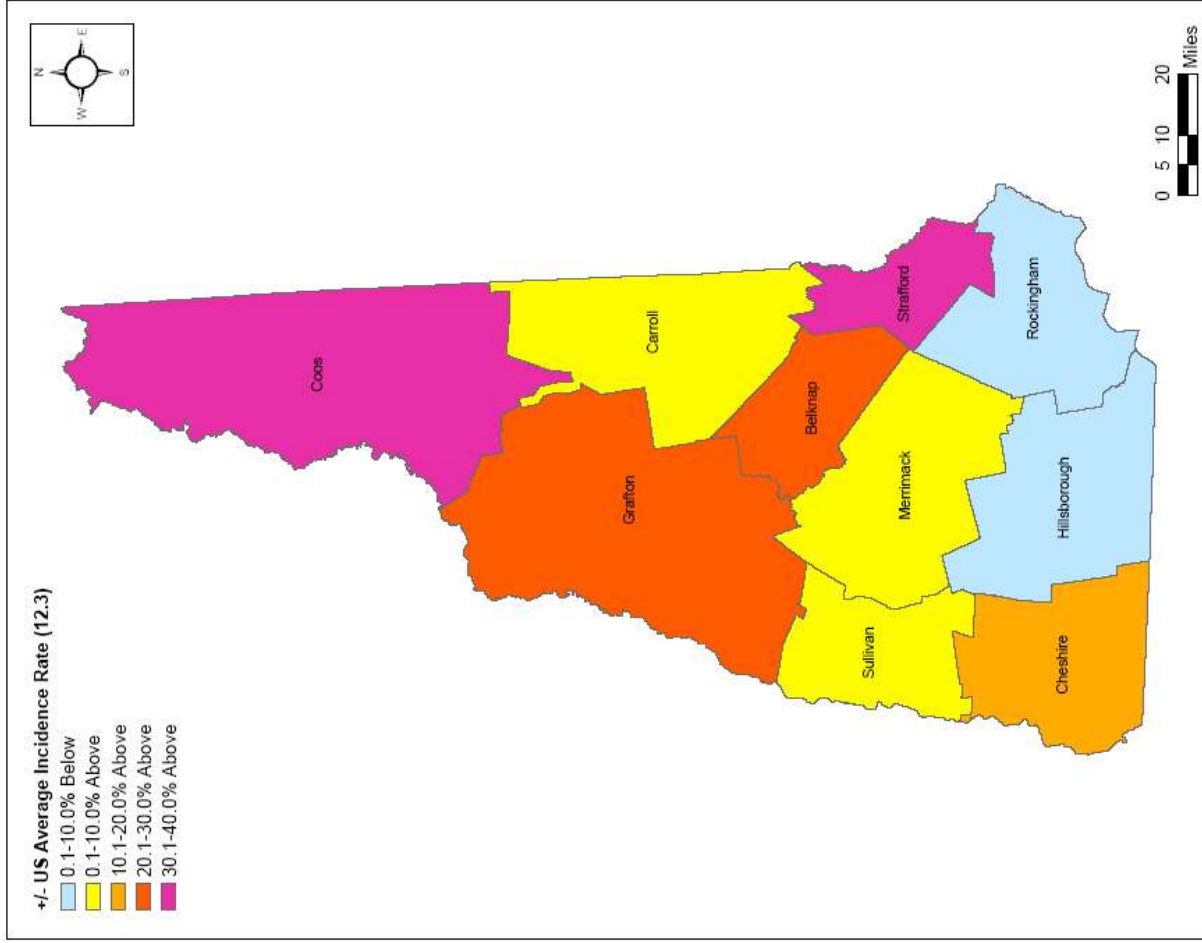 +/- US Average Incidence Rate (12.3)
0.1-10.0% Below
0.1-10.0% Above
10.1-20.0% Above
20.1-30.0% Above
30.1-40.0% Above
N
W
E
S
Coos
Carroll
Grafton
Belknap
Strafford
Sullivan
Merrimack
Rockingham
Hillsborough
Cheshire
0 5 10 20
Miles